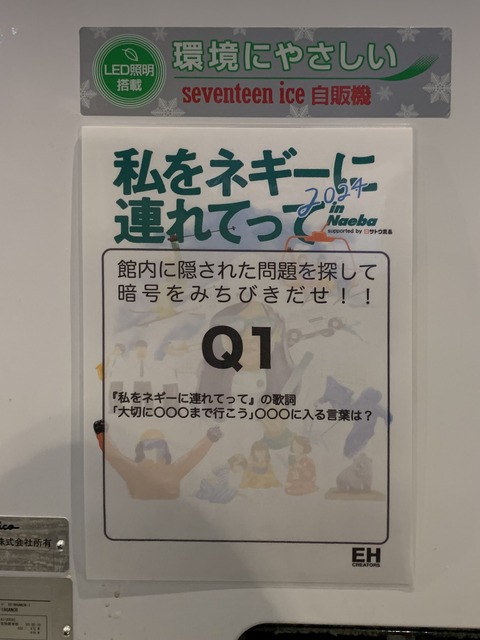 LED照明
搭載
環境にやさしい
seventeen ice 自販機
私をネギーに
連れてって
2024
in
Naeba
supported by サトウ食品
館内に隠された問題を探して
暗号をみちびきだせ！！
Q1
『私をネギーに連れてって』の歌詞
「大切に〇〇〇まで行こう」〇〇〇に入る言葉は？
EH
CREATORS
株式会社所有